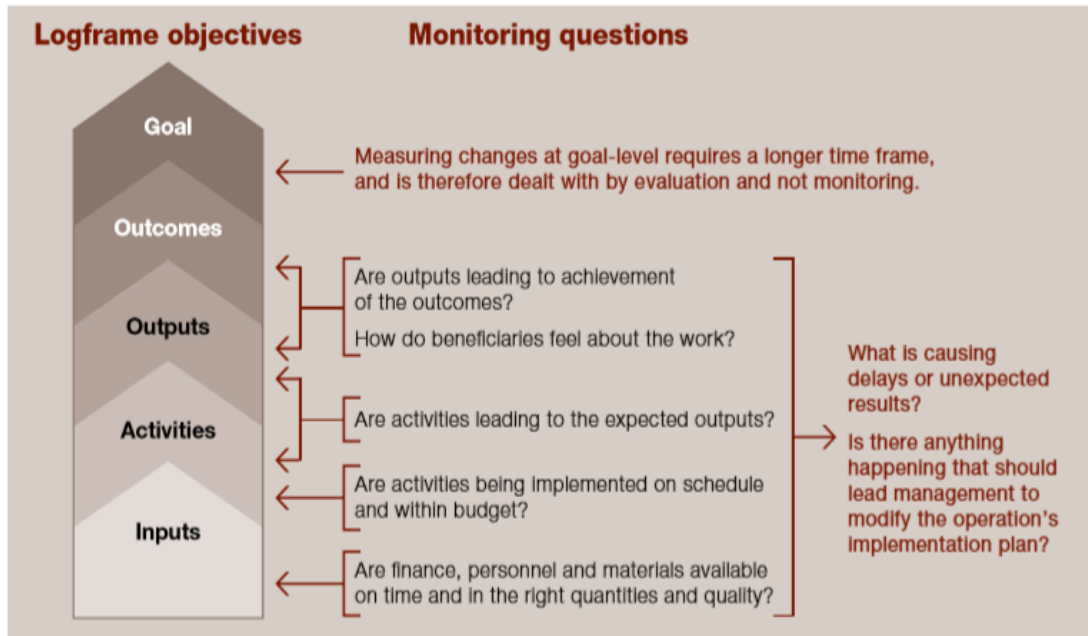 Logframe objectives
Monitoring questions
Goal
Measuring changes at goal-level requires a longer time frame,
and is therefore dealt with by evaluation and not monitoring.
Outcomes
Are outputs leading to achievement
of the outcomes?
How do beneficiaries feel about the work?
Outputs
Are activities leading to the expected outputs?
Activities
Are activities being implemented on schedule
and within budget?
Inputs
Are finance, personnel and materials available
on time and in the right quantities and quality?
What is causing
delays or unexpected
results?
Is there anything
happening that should
lead management to
modify the operation's
implementation plan?